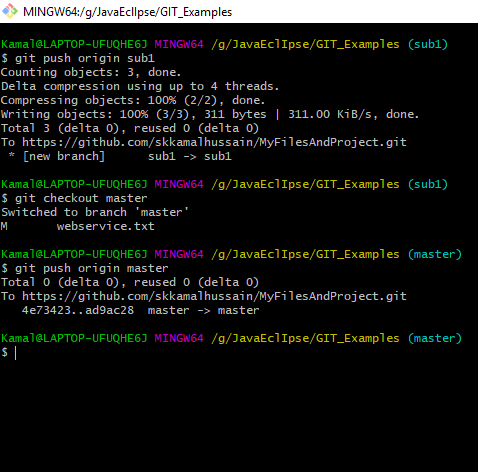 MINGW64:/g/JavaEclIpse/GIT_Examples
Kamal@LAPTOP-UFUQHE6J MINGW64 /g/JavaEclIpse/GIT_Examples (sub1)
$ git push origin sub1
Counting objects: 3, done.
Delta compression using up to 4 threads.
Compressing objects: 100% (2/2), done.
Writing objects: 100% (3/3), 311 bytes | 311.00 KiB/s, done.
Total 3 (delta 0), reused 0 (delta 0)
To https://github.com/skkamalhussain/MyFilesAndProject.git
 * [new branch]      sub1 -> sub1
Kamal@LAPTOP-UFUQHE6J MINGW64 /g/JavaEclIpse/GIT_Examples (sub1)
$ git checkout master
Switched to branch 'master'
M       webservice.txt
Kamal@LAPTOP-UFUQHE6J MINGW64 /g/JavaEclIpse/GIT_Examples (master)
$ git push origin master
Total 0 (delta 0), reused 0 (delta 0)
To https://github.com/skkamalhussain/MyFilesAndProject.git
   4e73423..ad9ac28  master -> master
Kamal@LAPTOP-UFUQHE6J MINGW64 /g/JavaEclIpse/GIT_Examples (master)
$